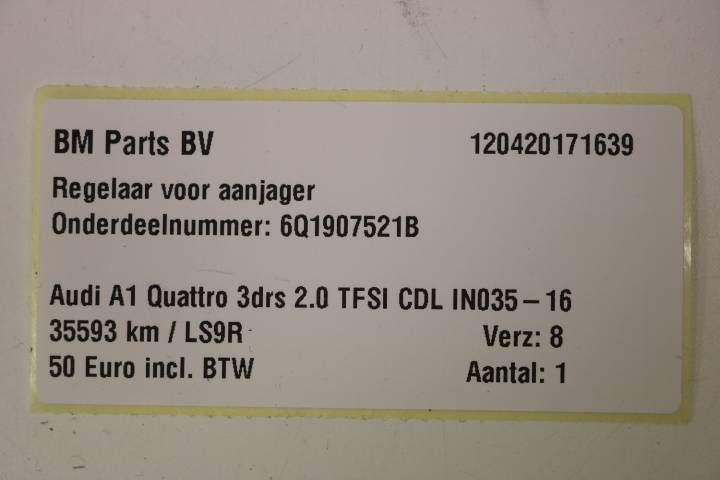 BM Parts BV 120420171639
Regelaar voor aanjager
Onderdeelnummer: 6Q1907521B
Audi A1 Quattro 3drs 2.0 TFSI CDL IN035-16
35593 km / LS9R Verz: 8
50 Euro incl. BTW Aantal: 1